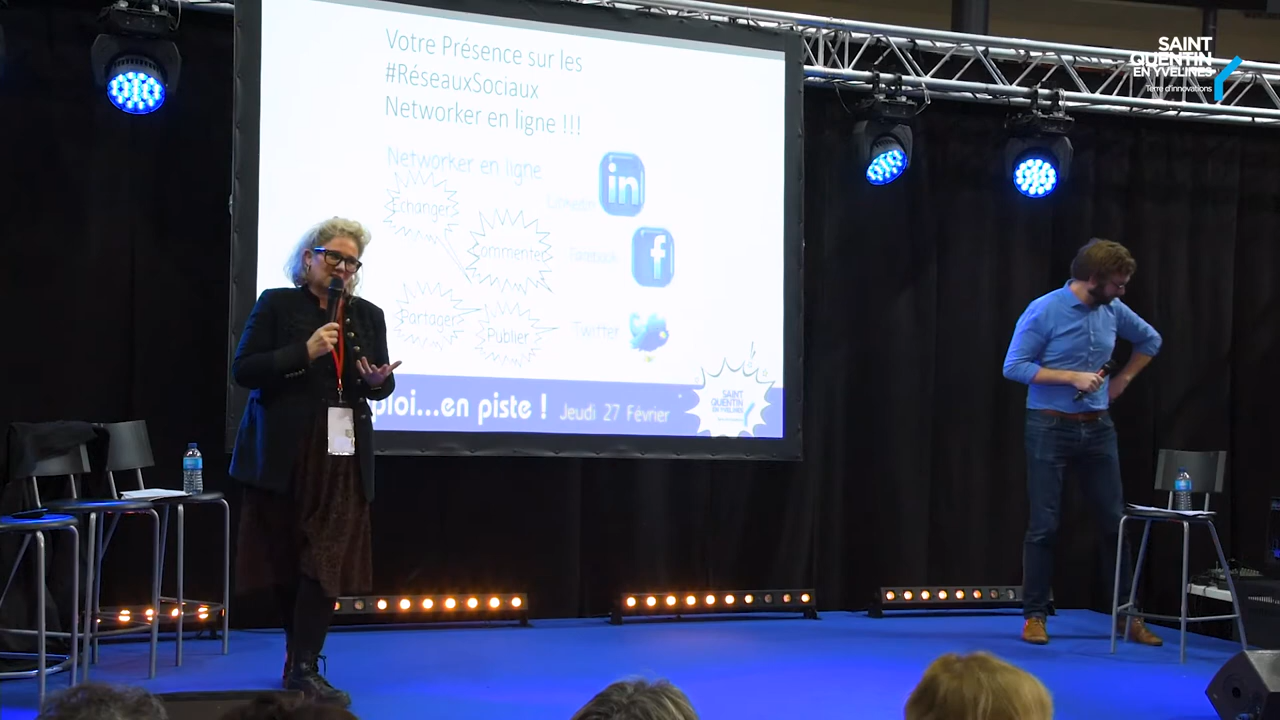 Votre Présence sur les
#RéseauxSociaux
Networker en ligne !!!
Networker en ligne
in
Echanger
Linkedin
Commenter
f
Facebook
Partager
Publier
Twitter
ploi...en piste ! Jeudi 27 Février
SAINT
QUENTIN
EN YVELINES
SAINT
QUENTIN
EN YVELINES
Terre d'innovations